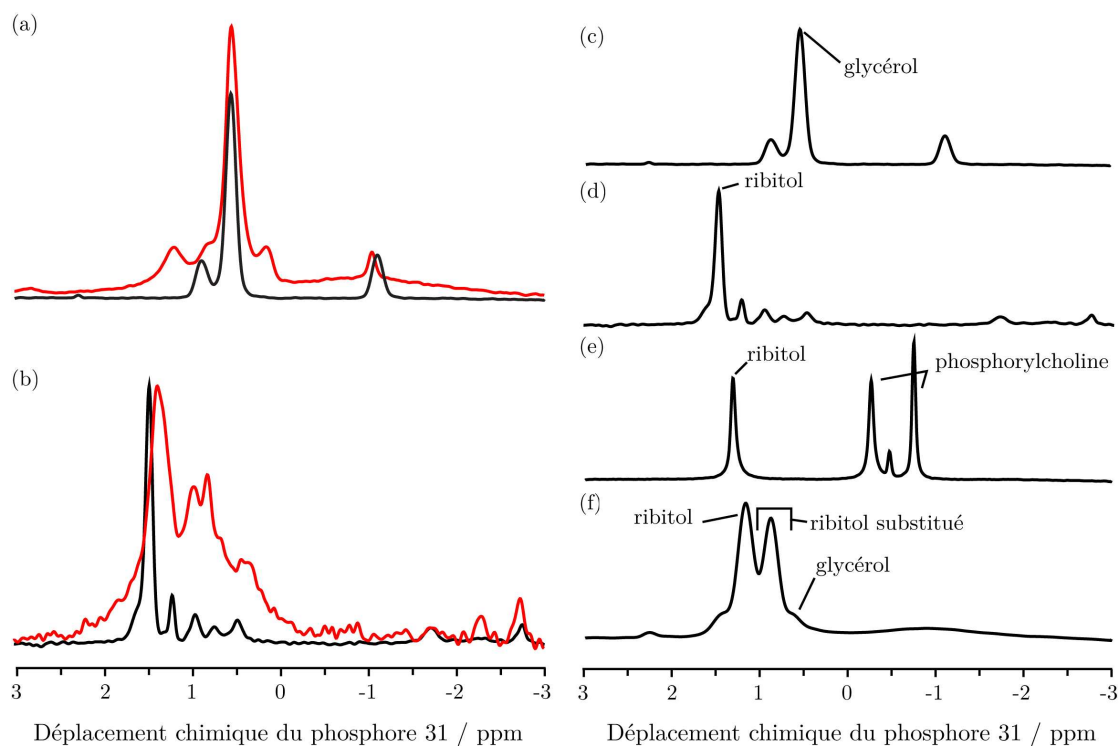 (a)
(b)
3 1 0 -1 -2 -3
Déplacement chimique du phosphore 31 / ppm
(c)
glycérol
(d)
ribitol
(e)
ribitol
phosphorylcholine
(f)
ribitol
ribitol substitué
glycérol
3 2 1 0 -1 -2 -3
Déplacement chimique du phosphore 31 / ppm